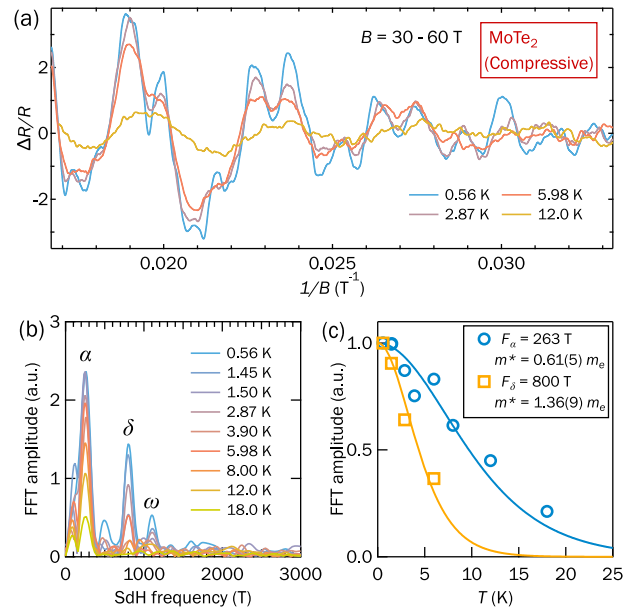 (a)
B = 30 - 60 T
MoTe2
(Compressive)
ΔR/R
2
0
-2
0.56 K
5.98 K
2.87 K
12.0 K
0.020
0.025
0.030
1/B (T-1)
(b)
α
δ
ω
FFT amplitude (a.u.)
3
2
1
0
0.56 K
1.45 K
1.50 K
2.87 K
3.90 K
5.98 K
8.00 K
12.0 K
18.0 K
0
1000
2000
3000
SdH frequency (T)
(c)
FFT amplitude (a.u.)
1.0
0.5
0.0
Fα = 263 T
m* = 0.61(5) me
Fδ = 800 T
m* = 1.36(9) me
0
5
10
15
20
25
T (K)